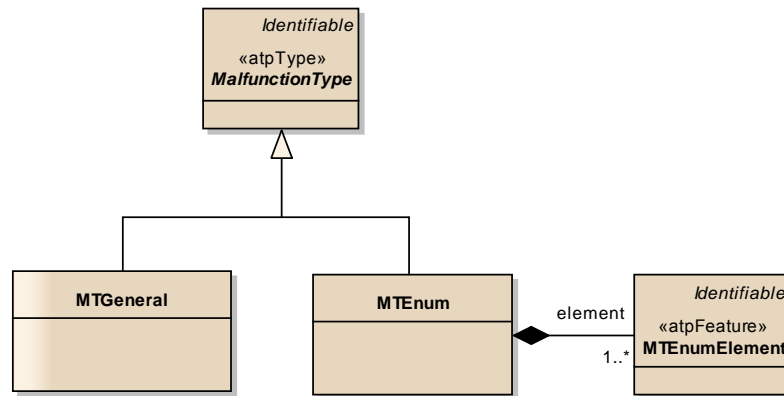 Identifiable
«atpType»
MalfunctionType
MTGeneral
MTEnum
element
1..*
Identifiable
«atpFeature»
MTEnumElement